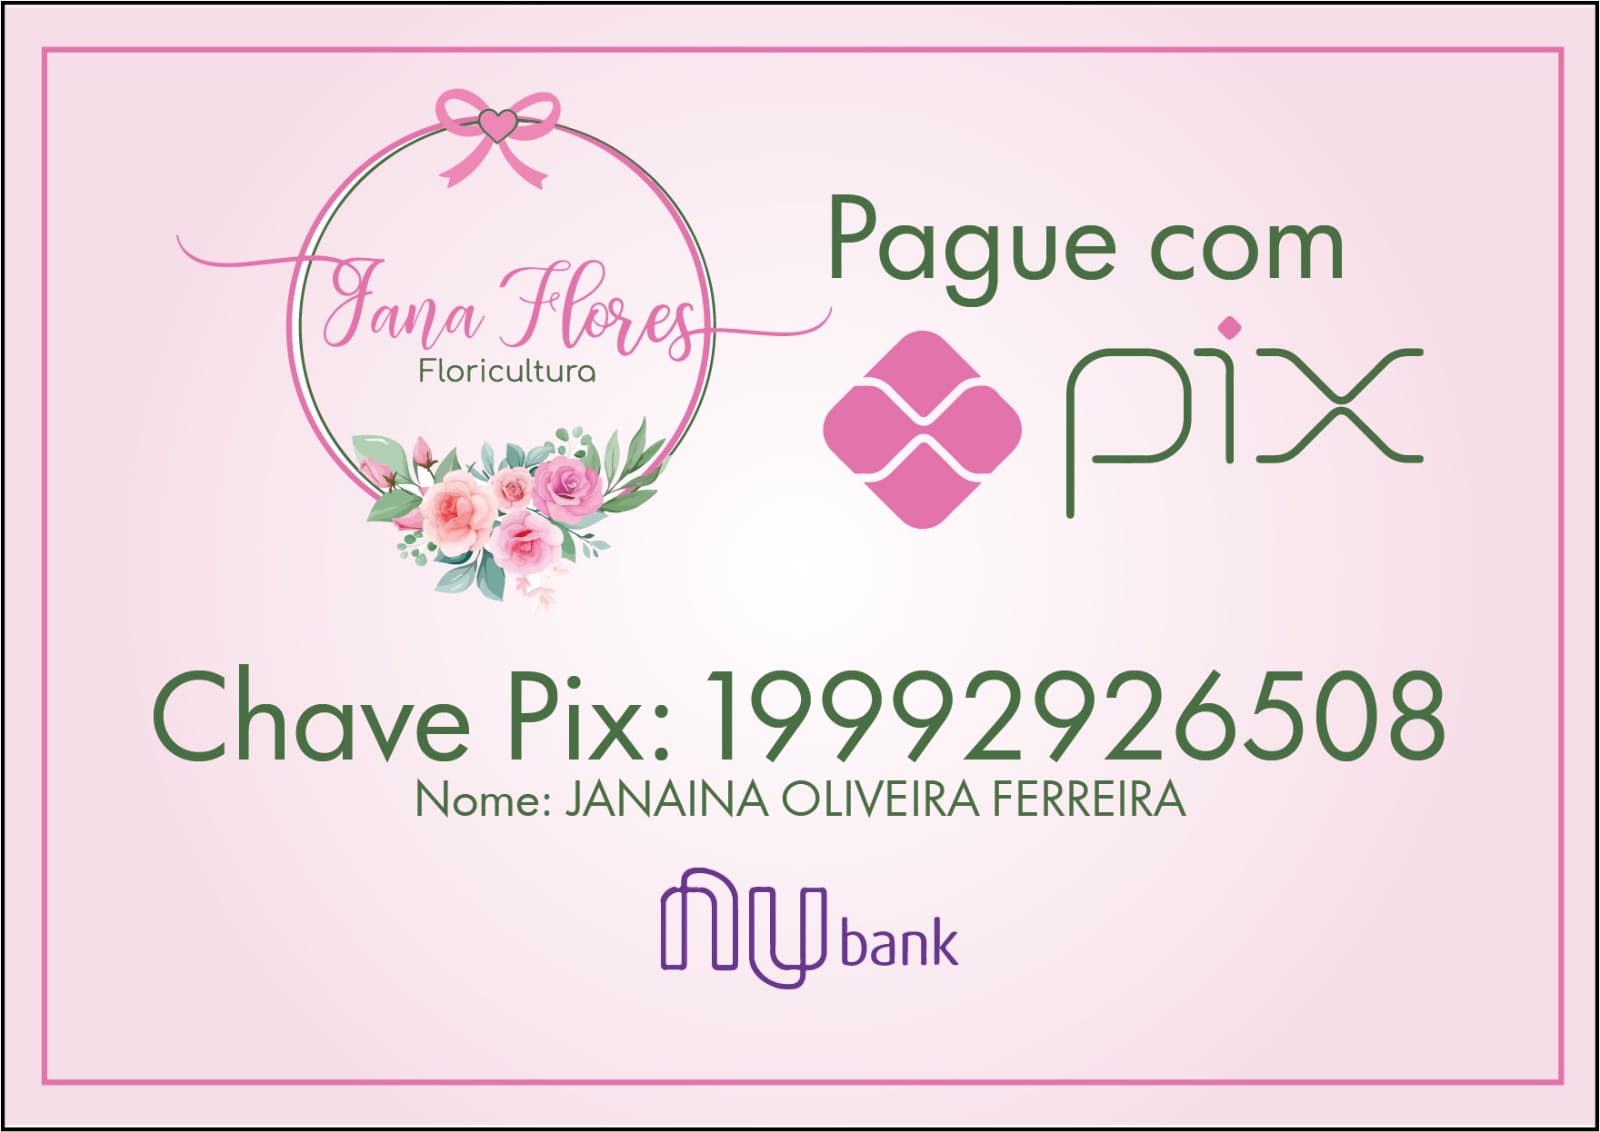 Jana Flores
Floricultura
Pague com
pix
Chave Pix: 19992926508
Nome: JANAINA OLIVEIRA FERREIRA
nu bank